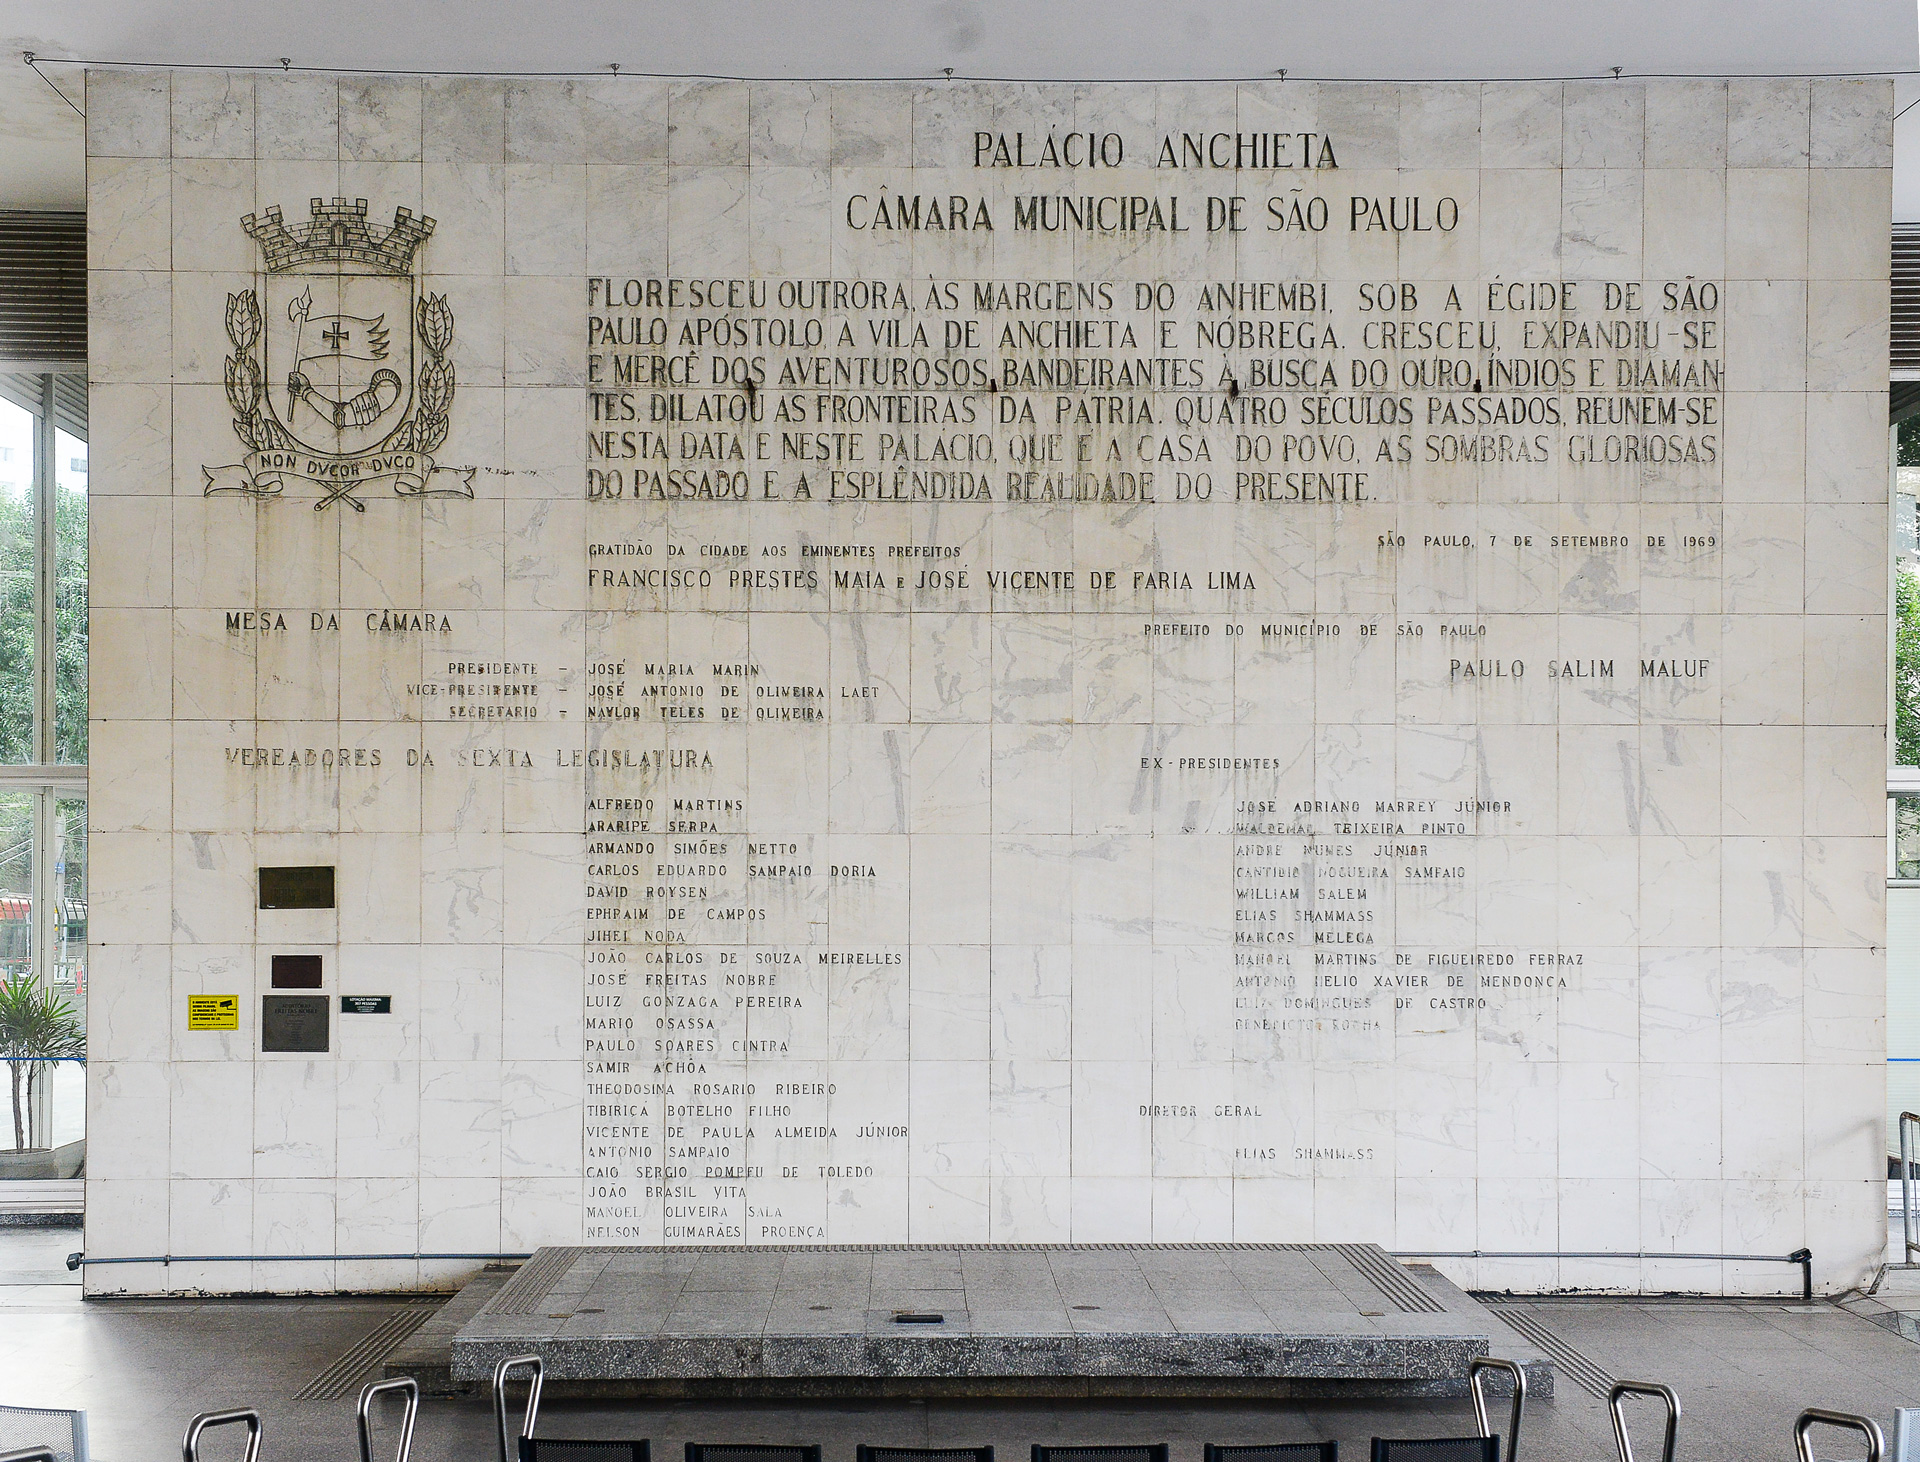 PALÁCIO ANCHIETA
CÂMARA MUNICIPAL DE SÃO PAULO
FLORESCEU OUTRORA, ÀS MARGENS DO ANHEMBI, SOB A ÉGIDE DE SÃO
PAULO APÓSTOLO, A VILA DE ANCHIETA E NÓBREGA. CRESCEU, EXPANDIU-SE
E MERCÊ DOS AVENTUROSOS BANDEIRANTES À BUSCA DO OURO, ÍNDIOS E DIAMAN-
TES, DILATOU AS FRONTEIRAS DA PÁTRIA. QUATRO SÉCULOS PASSADOS, REUNEM-SE
NESTA DATA E NESTE PALACIO, QUE É A CASA DO POVO, AS SOMBRAS GLORIOSAS
DO PASSADO E A ESPLÊNDIDA REALIDADE DO PRESENTE.
NON DVCOR DVCO
SÃO PAULO, 7 DE SETEMBRO DE 1969
GRATIDÃO DA CIDADE AOS EMINENTES PREFEITOS
FRANCISCO PRESTES MAIA E JOSÉ VICENTE DE FARIA LIMA
MESA DA CÂMARA
PRESIDENTE - JOSÉ MARIA MARIN
VICE-PRESIDENTE - JOSÉ ANTONIO DE OLIVEIRA LAET
SECRETARIO - NAYLOR TELES DE OLIVEIRA
PREFEITO DO MUNICÍPIO DE SÃO PAULO
PAULO SALIM MALUF
VEREADORES DA SEXTA LEGISLATURA
ALFREDO MARTINS
ARARIPE SERPA
ARMANDO SIMÕES NETTO
CARLOS EDUARDO SAMPAIO DORIA
DAVID ROYSEN
EPHRAIM DE CAMPOS
JIHEI NODA
JOÃO CARLOS DE SOUZA MEIRELLES
JOSÉ FREITAS NOBRE
LUIZ GONZAGA PEREIRA
MARIO OSASSA
PAULO SOARES CINTRA
SAMIR ACHÔA
THEODOSINA ROSARIO RIBEIRO
TIBIRIÇÁ BOTELHO FILHO
VICENTE DE PAULA ALMEIDA JÚNIOR
ANTONIO SAMPAIO
CAIO SERGIO POMPEU DE TOLEDO
JOÃO BRASIL VITA
MANOEL OLIVEIRA SALA
NELSON GUIMARÃES PROENÇA
EX-PRESIDENTES
JOSÉ ADRIANO MARREY JÚNIOR
WALDEMAR TEIXEIRA PINTO
ANDRÉ NUNES JÚNIOR
CANTIDIO NOGUEIRA SAMPAIO
WILLIAM SALEM
ELIAS SHAMMASS
MARCOS MELEGA
MANOEL MARTINS DE FIGUEIREDO FERRAZ
ANTONIO HELIO XAVIER DE MENDONÇA
LUIZ DOMINGUES DE CASTRO
BENEDICTO ROCHA
DIRETOR GERAL
ELIAS SHAMMASS
FREITAS NOBRE
LOTAÇÃO MÁXIMA